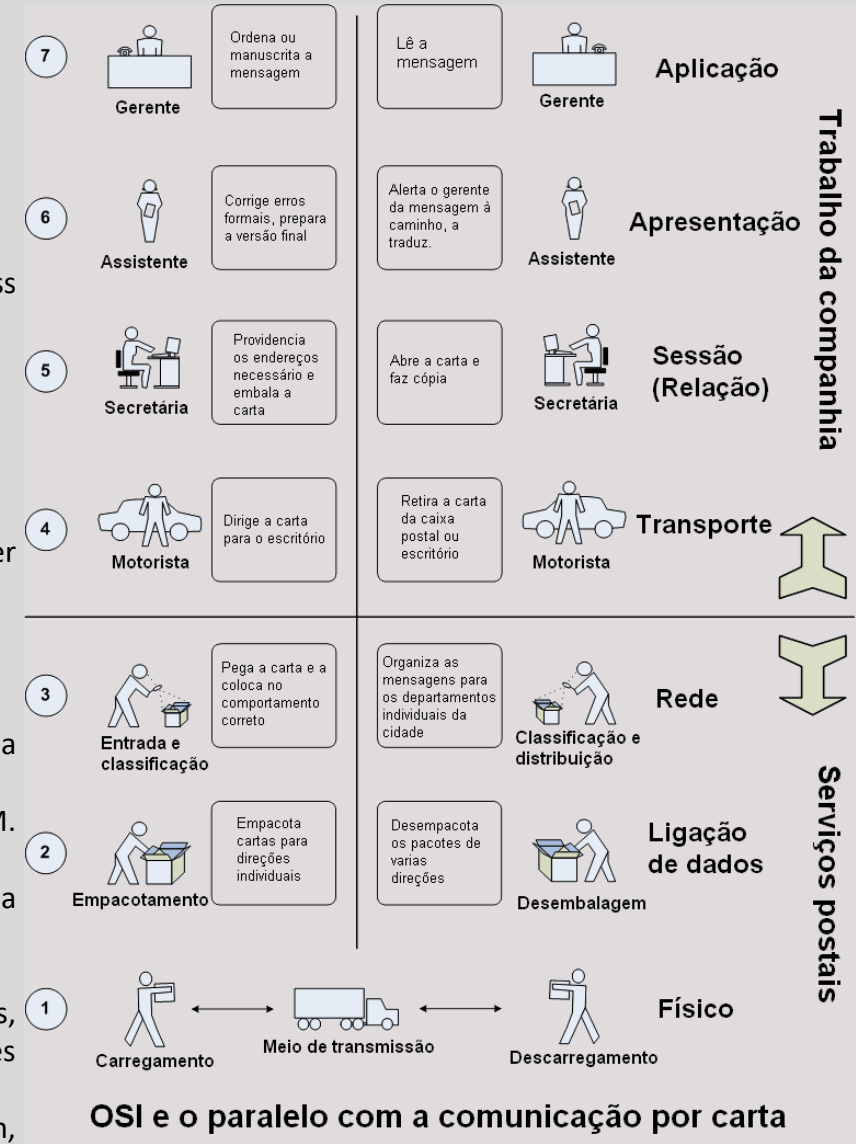 7
Gerente
Ordena ou
manuscrita a
mensagem
Lê a
mensagem
Gerente
Aplicação
6
Assistente
Corrige erros
formais, prepara
a versão final
Alerta o gerente
da mensagem à
caminho, a
traduz.
Assistente
Apresentação
ss
5
Secretária
Providencia
os endereços
necessário e
embala a
carta
Abre a carta e
faz cópia
Secretária
Sessão
(Relação)
4
Motorista
Dirige a carta
para o escritório
Retira a carta
da caixa
postal ou
escritório
Motorista
Transporte
Trabalho da companhia
er
3
Entrada e
classificação
Pega a carta e a
coloca no
comportamento
correto
Organiza as
mensagens para
os departamentos
individuais da
cidade
Classificação e
distribuição
Rede
a
M.
2
Empacotamento
Empacota
cartas para
direções
individuais
Desempacota
os pacotes de
varias
direções
Desembalagem
Ligação
de dados
a
s,
es
1
Carregamento
Meio de transmissão
Descarregamento
Físico
Serviços postais
OSI e o paralelo com a comunicação por carta